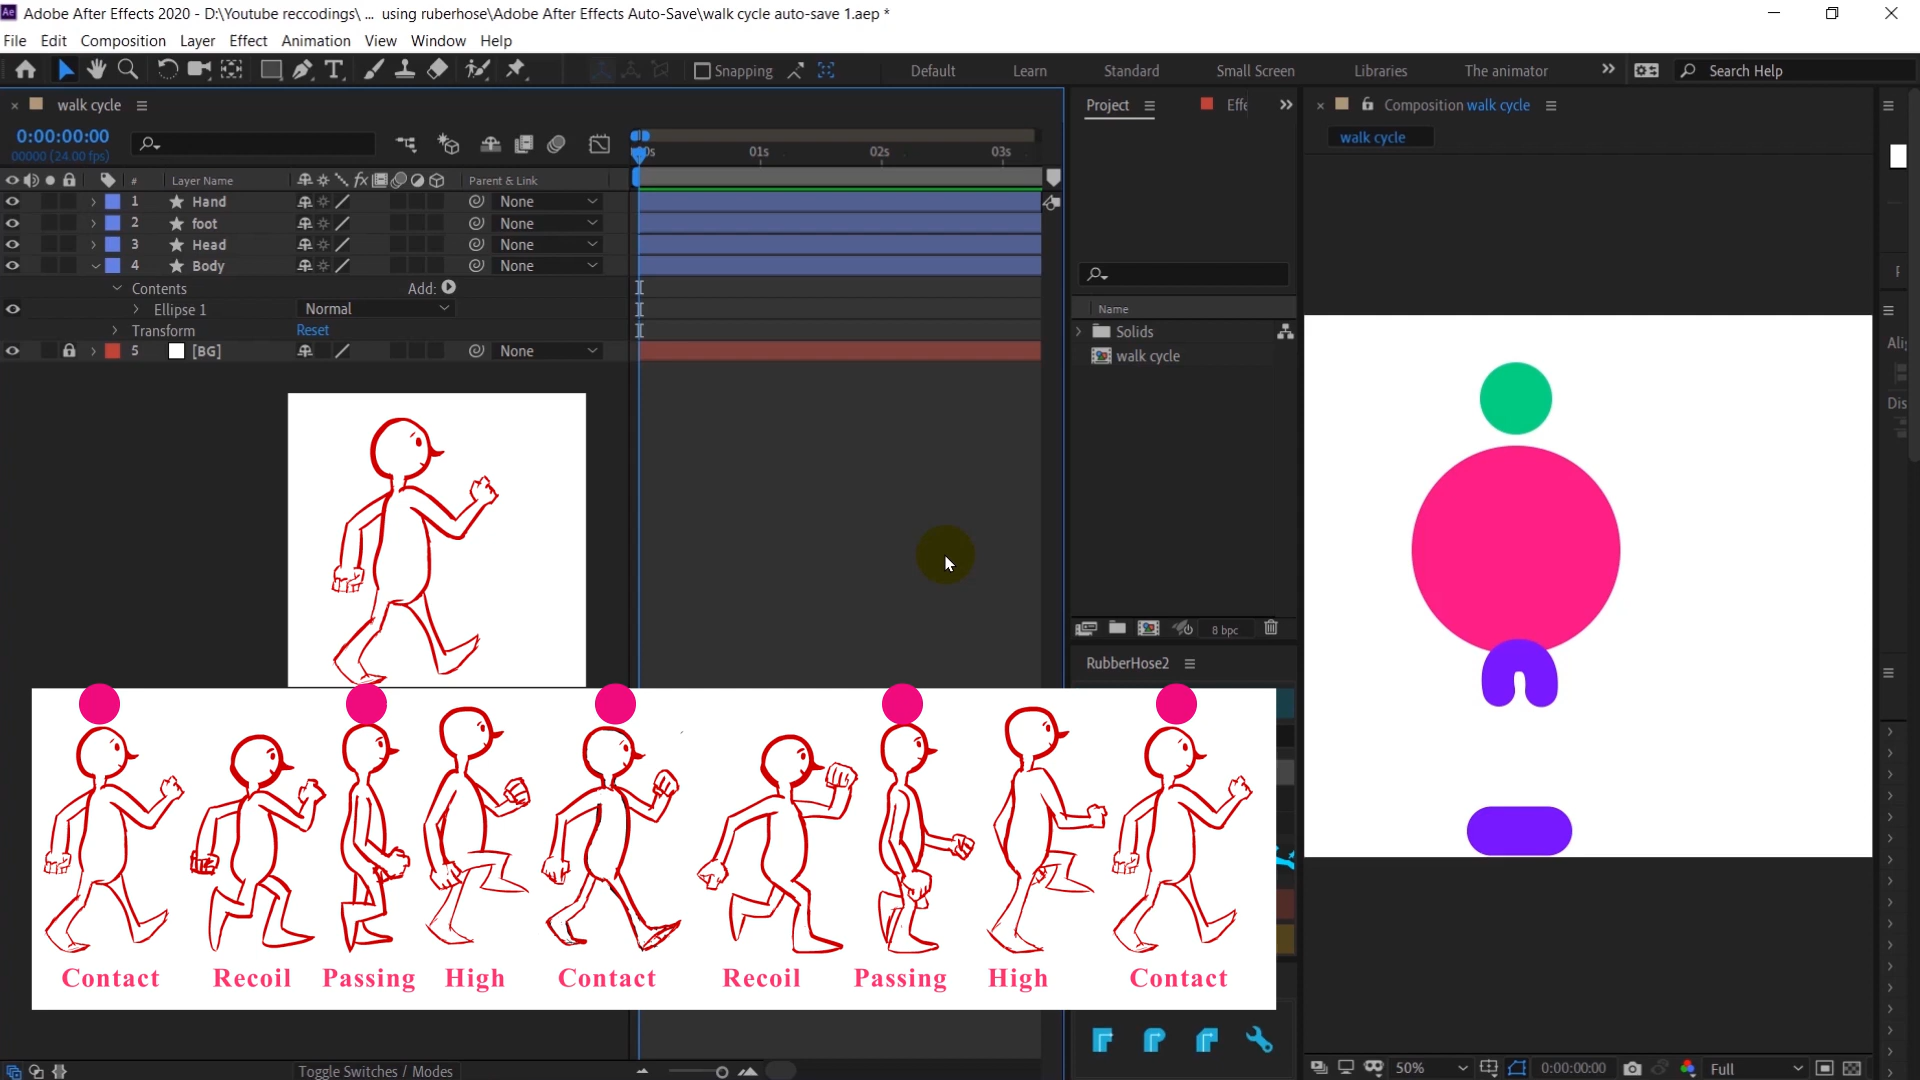 Adobe After Effects 2020 - D:\Youtube reccodings\ ... using ruberhose\Adobe After Effects Auto-Save\walk cycle auto-save 1.aep *
File Edit Composition Layer Effect Animation View Window Help
Snapping Default Learn Standard Small Screen Libraries The animator Search Help
walk cycle
Project Effe
Composition walk cycle
walk cycle
0:00:00:00
00000 (24.00 fps)
01s 02s 03s
# Layer Name Parent & Link
1 Hand None
2 foot None
3 Head None
4 Body None
Contents Add:
Ellipse 1 Normal
Transform Reset
5 [BG] None
Name
Solids
walk cycle
8 bpc
RubberHose2
Contact Recoil Passing High Contact Recoil Passing High Contact
Toggle Switches / Modes
50% 0:00:00:00 Full